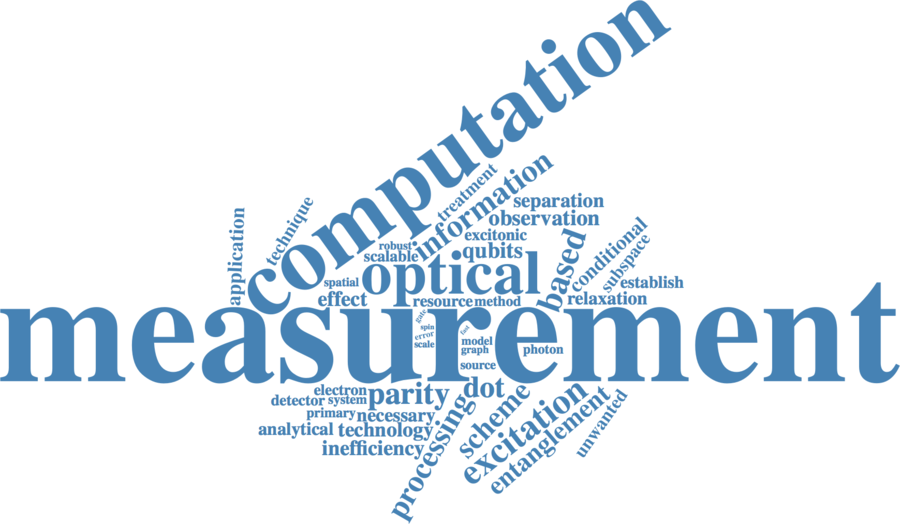 computation
treatment
information
separation
observation
technique
application
robust
excitonic
scalable
qubits
conditional
subspace
based
optical
spatial
establish
effect
resource
method
relaxation
measurement
gate
spin
fast
error
scale
model
graph
photon
source
electron
parity
dot
detector
system
primary
necessary
processing
scheme
excitation
entanglement
unwanted
analytical
technology
inefficiency